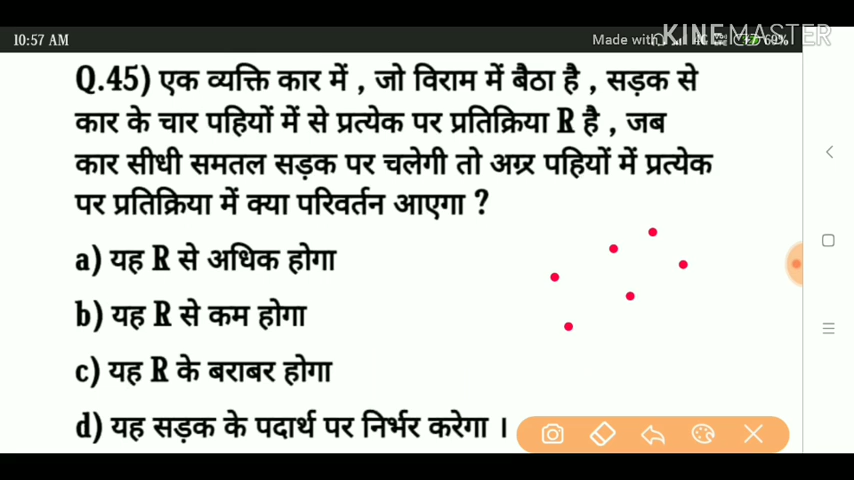 10:57 AM
Made with
KINEMASTER
69%
Q.45) एक व्यक्ति कार में , जो विराम में बैठा है , सड़क से
कार के चार पहियों में से प्रत्येक पर प्रतिक्रिया R है , जब
कार सीधी समतल सड़क पर चलेगी तो अग्र पहियों में प्रत्येक
पर प्रतिक्रिया में क्या परिवर्तन आएगा ?
a) यह R से अधिक होगा
b) यह R से कम होगा
c) यह R के बराबर होगा
d) यह सड़क के पदार्थ पर निर्भर करेगा ।